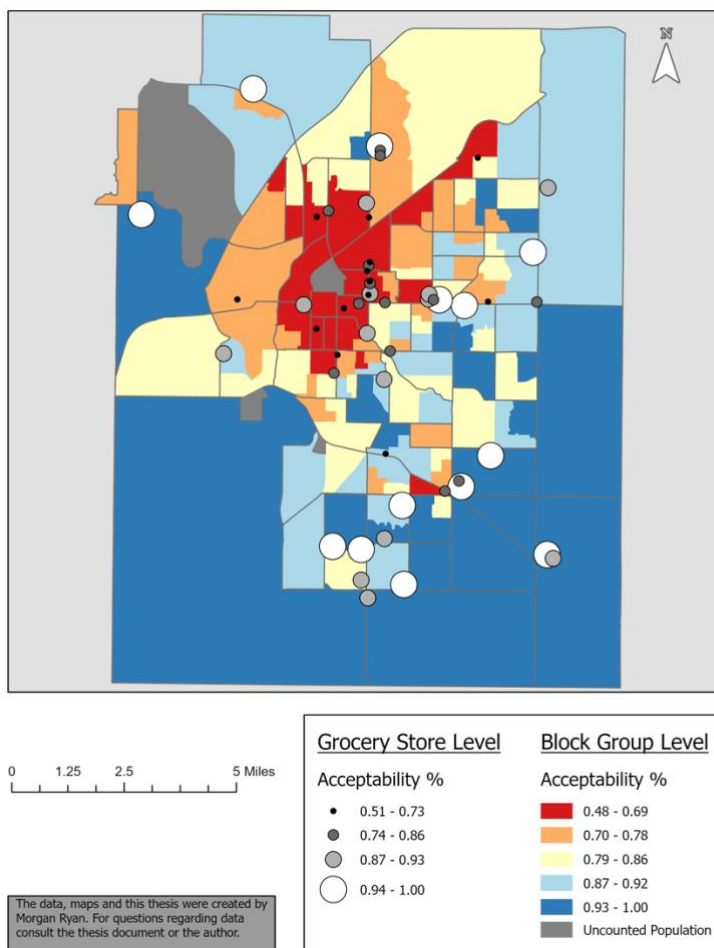 N
0 1.25 2.5 5 Miles
Grocery Store Level
Acceptability %
0.51 - 0.73
0.74 - 0.86
0.87 - 0.93
0.94 - 1.00
Block Group Level
Acceptability %
0.48 - 0.69
0.70 - 0.78
0.79 - 0.86
0.87 - 0.92
0.93 - 1.00
Uncounted Population
The data, maps and this thesis were created by
Morgan Ryan. For questions regarding data
consult the thesis document or the author.